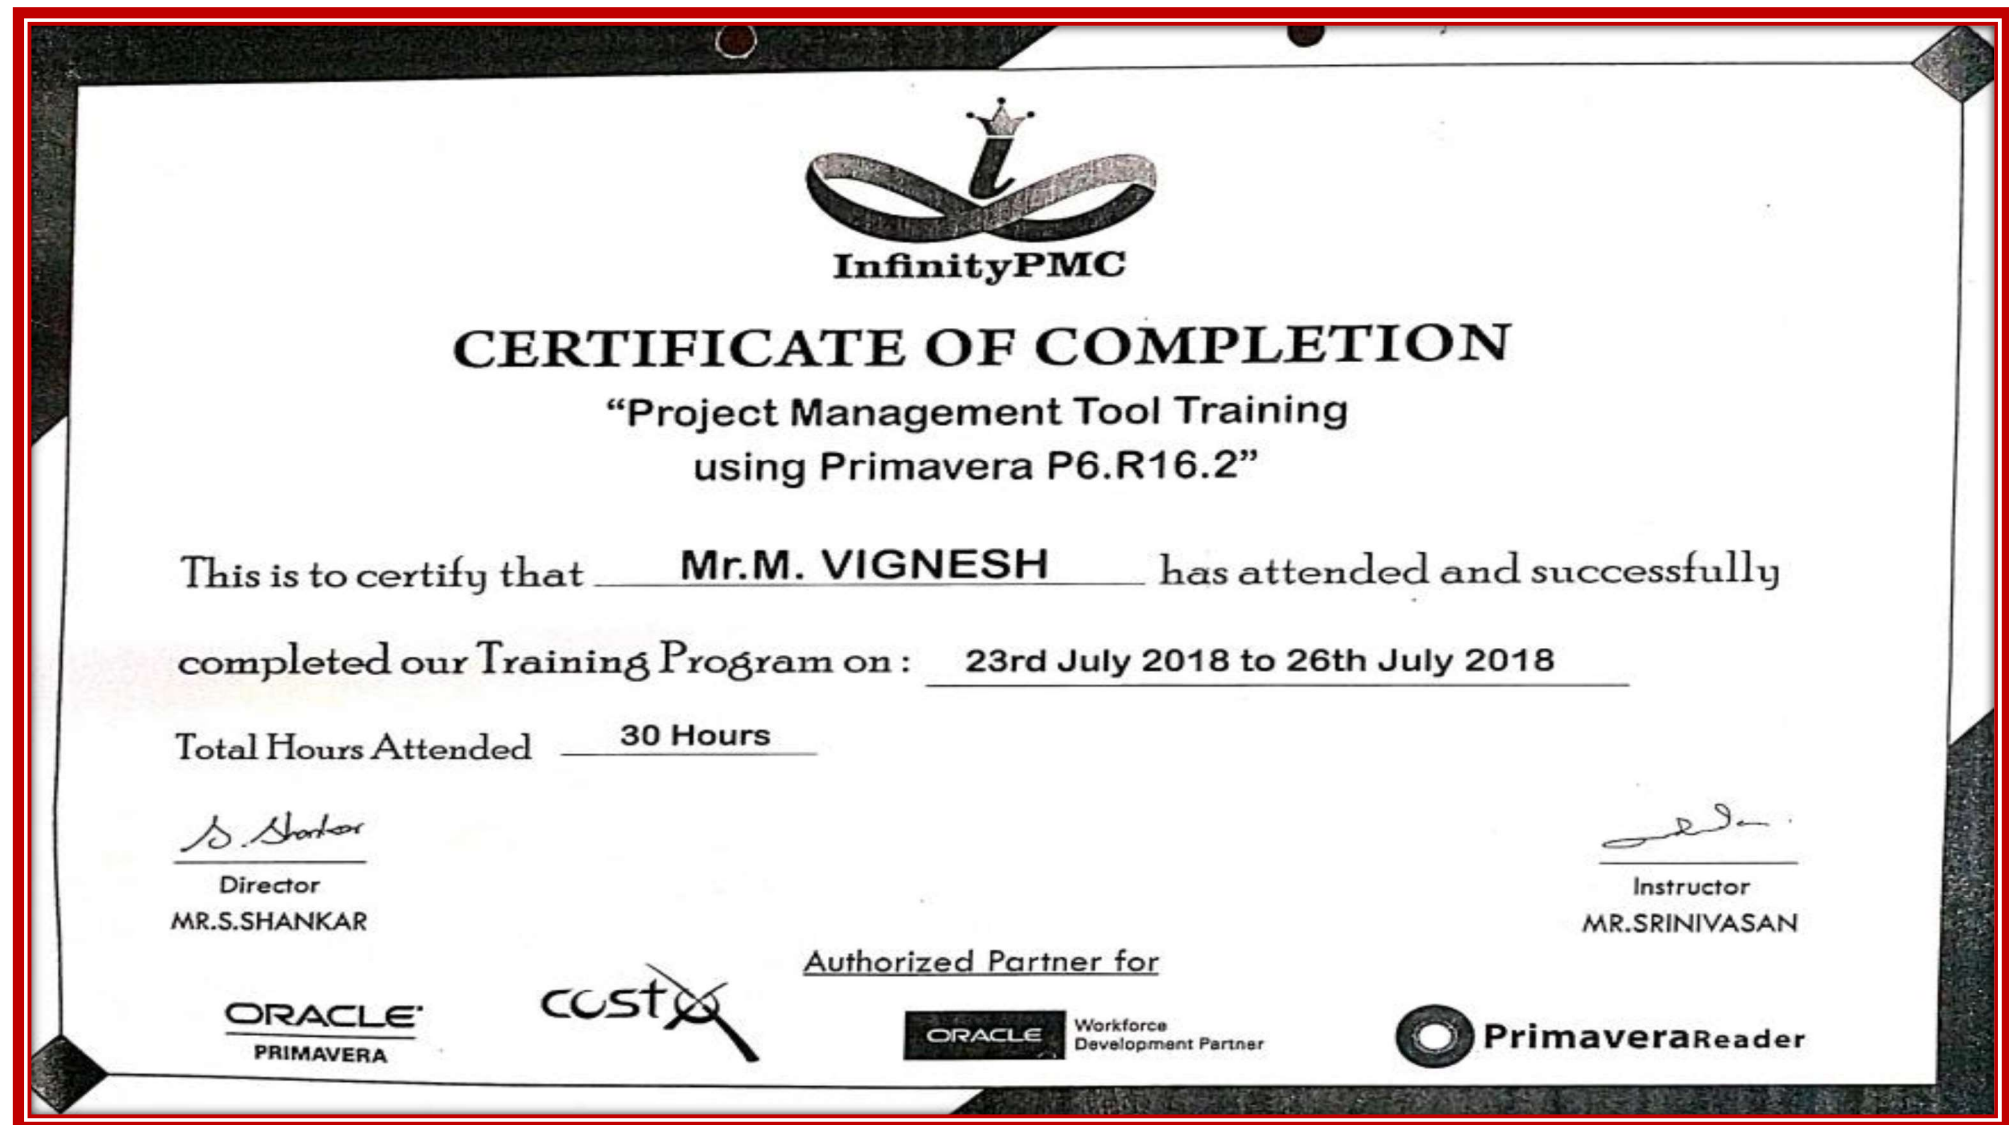 i
InfinityPMC
CERTIFICATE OF COMPLETION
“Project Management Tool Training
using Primavera P6.R16.2”
This is to certify that Mr.M. VIGNESH has attended and successfully
completed our Training Program on : 23rd July 2018 to 26th July 2018
Total Hours Attended 30 Hours
S. Shankar
Director
MR.S.SHANKAR
Instructor
MR.SRINIVASAN
Authorized Partner for
ORACLE
PRIMAVERA
costX
ORACLE
Workforce
Development Partner
PrimaveraReader